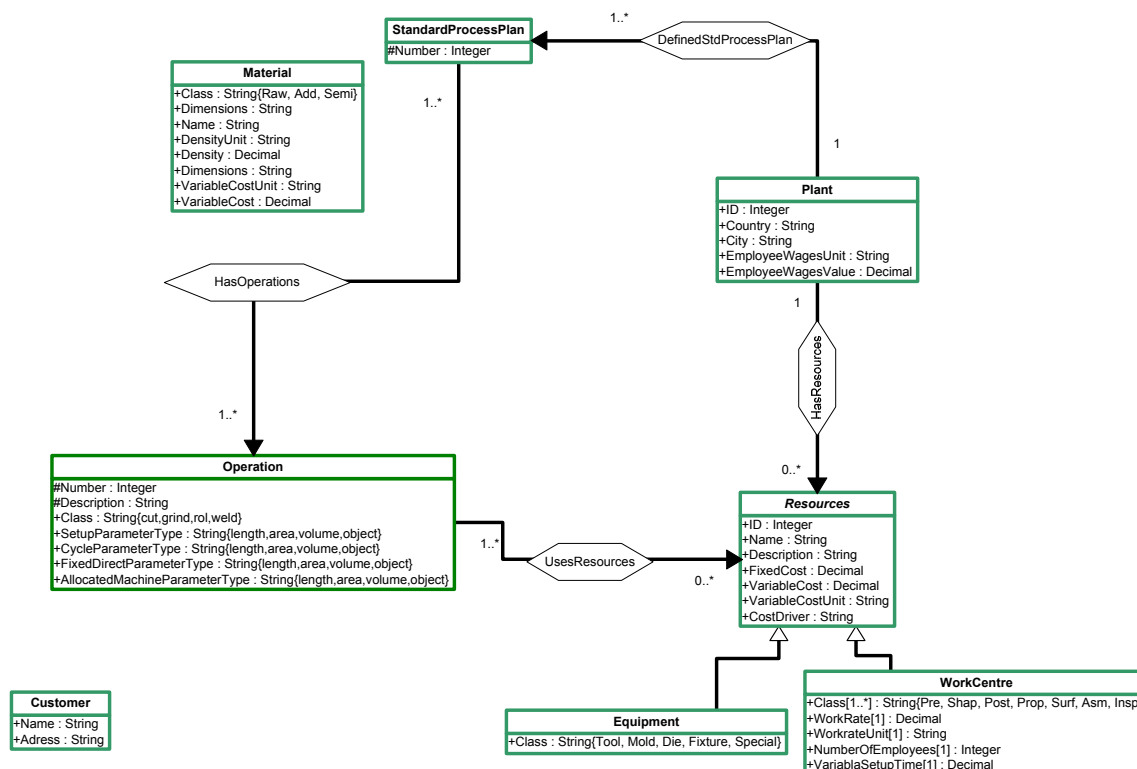 1..*
StandardProcessPlan
#Number : Integer
DefinedStdProcessPlan
Material
+Class : String{Raw, Add, Semi}
+Dimensions : String
+Name : String
+DensityUnit : String
+Density : Decimal
+Dimensions : String
+VariableCostUnit : String
+VariableCost : Decimal
1..*
1
Plant
+ID : Integer
+Country : String
+City : String
+EmployeeWagesUnit : String
+EmployeeWagesValue : Decimal
HasOperations
1
HasResources
1..*
0..*
Operation
#Number : Integer
#Description : String
+Class : String{cut,grind,rol,weld}
+SetupParameterType : String{length,area,volume,object}
+CycleParameterType : String{length,area,volume,object}
+FixedDirectParameterType : String{length,area,volume,object}
+AllocatedMachineParameterType : String{length,area,volume,object}
1..*
UsesResources
0..*
Resources
+ID : Integer
+Name : String
+Description : String
+FixedCost : Decimal
+VariableCost : Decimal
+VariableCostUnit : String
+CostDriver : String
Customer
+Name : String
+Adress : String
Equipment
+Class : String{Tool, Mold, Die, Fixture, Special}
WorkCentre
+Class[1..*] : String{Pre, Shap, Post, Prop, Surf, Asm, Insp
+WorkRate[1] : Decimal
+WorkrateUnit[1] : String
+NumberOfEmployees[1] : Integer
+VariablaSetupTime[1] : Decimal